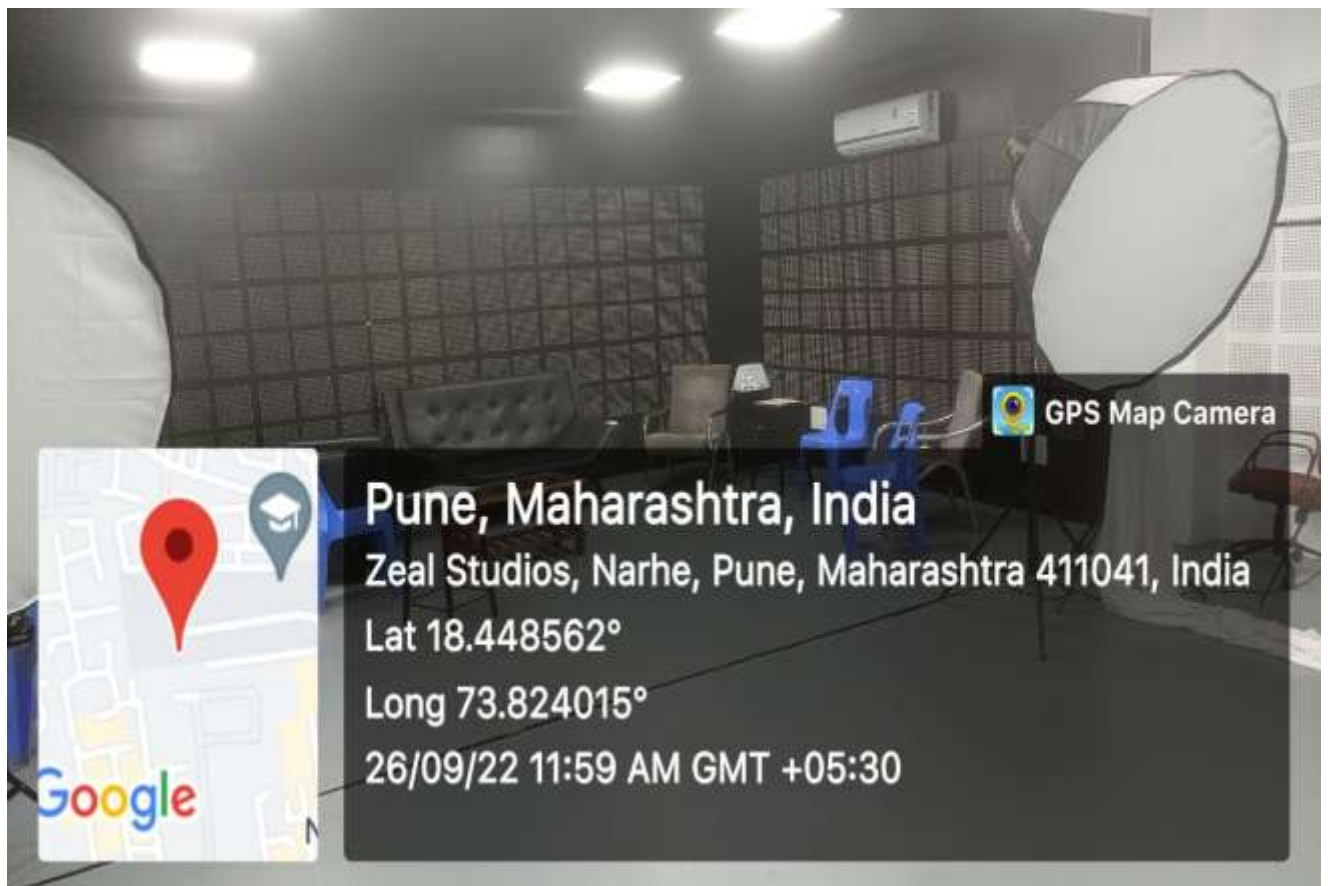 GPS Map Camera
Pune, Maharashtra, India
Zeal Studios, Narhe, Pune, Maharashtra 411041, India
Lat 18.448562°
Long 73.824015°
26/09/22 11:59 AM GMT +05:30
Google